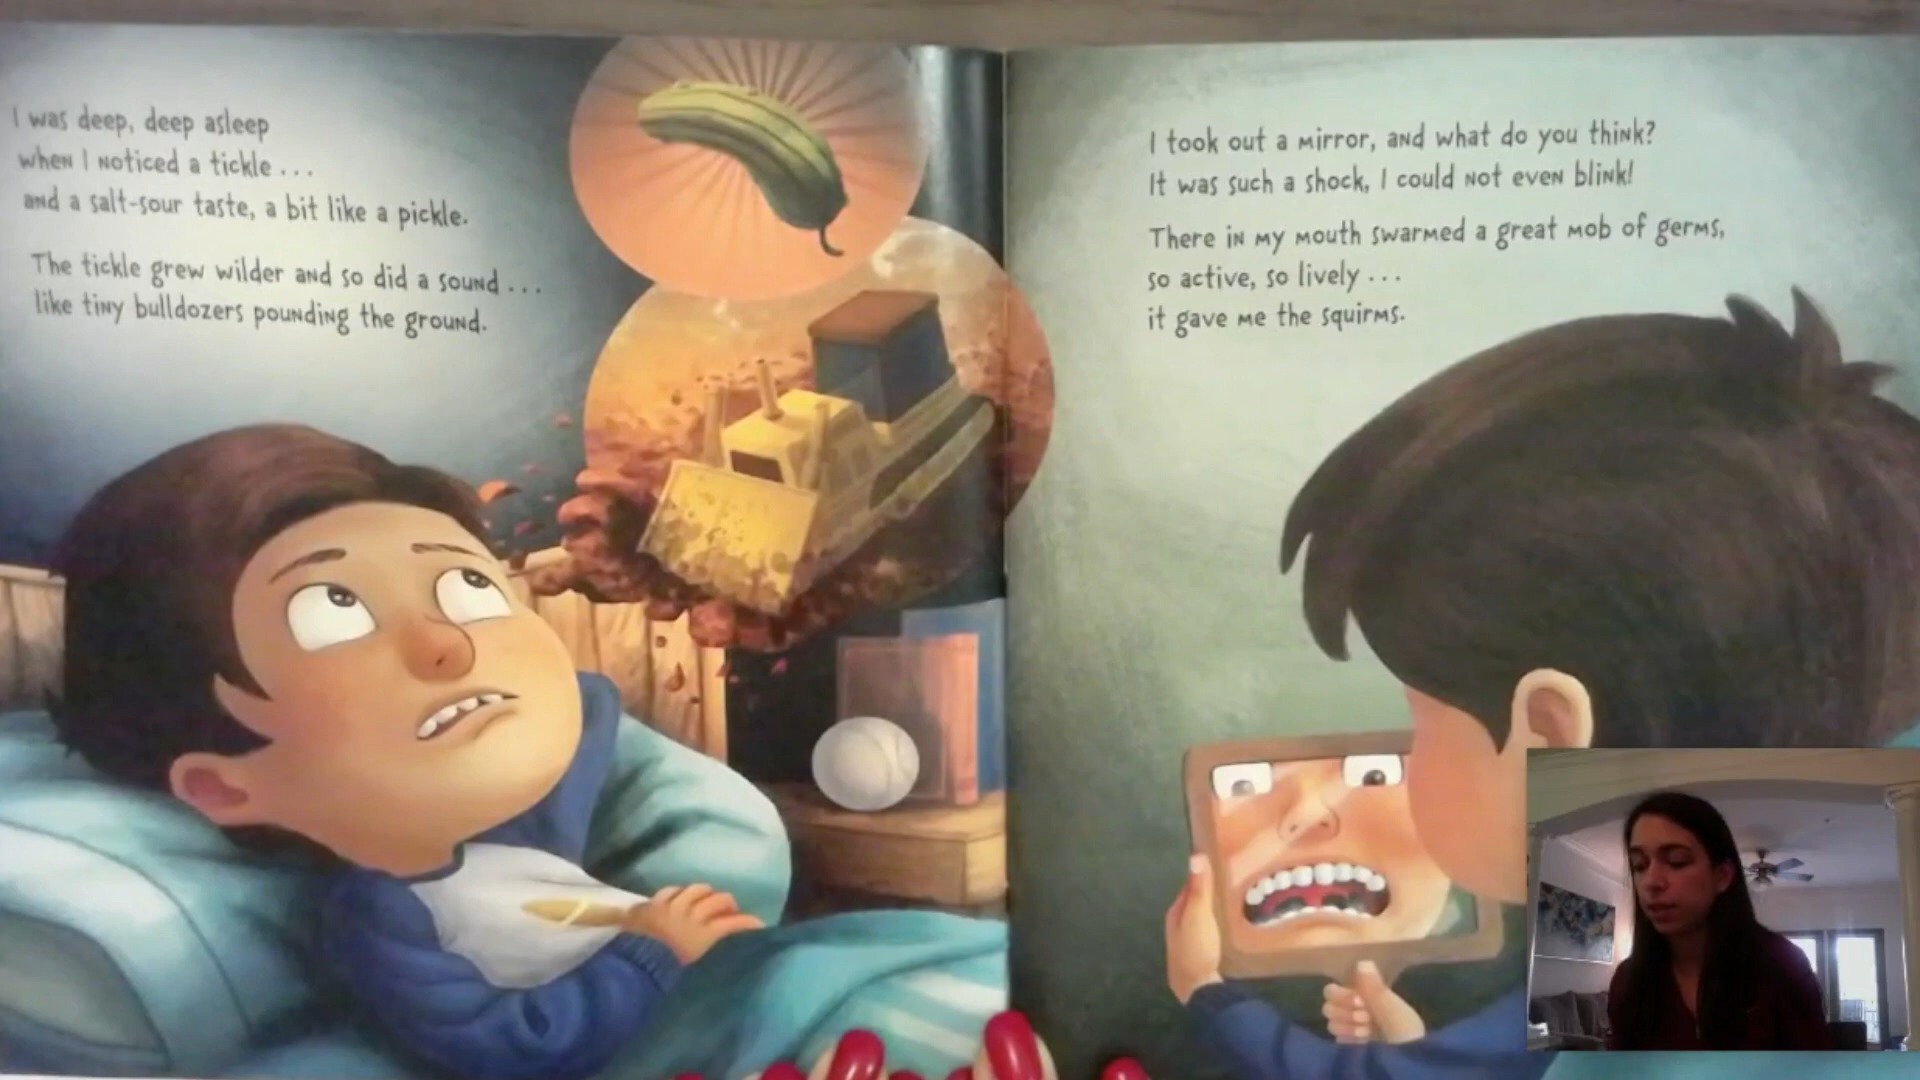 I was deep, deep asleep
when I noticed a tickle . . .
and a salt-sour taste, a bit like a pickle.
The tickle grew wilder and so did a sound . . .
like tiny bulldozers pounding the ground.
I took out a mirror, and what do you think?
It was such a shock, I could not even blink!
There in my mouth swarmed a great mob of germs,
so active, so lively . . .
it gave me the squirms.